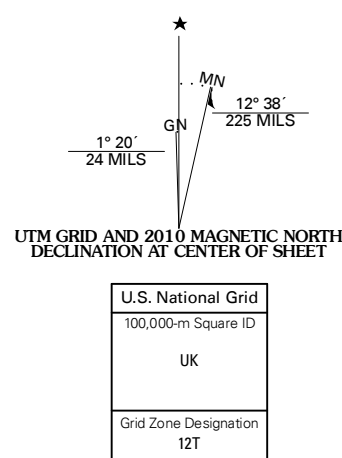 MN
GN
12° 38´
225 MILS
1° 20´
24 MILS
UTM GRID AND 2010 MAGNETIC NORTH
DECLINATION AT CENTER OF SHEET
U.S. National Grid
100,000-m Square ID
UK
Grid Zone Designation
12T